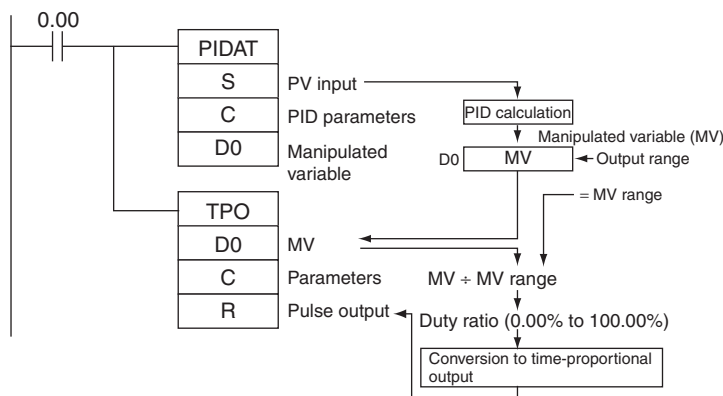 0.00
PIDAT
S
PV input
C
PID parameters
D0
Manipulated
variable
PID calculation
Manipulated variable (MV)
D0
MV
Output range
= MV range
TPO
D0
MV
C
Parameters
R
Pulse output
MV ÷ MV range
Duty ratio (0.00% to 100.00%)
Conversion to time-proportional
output